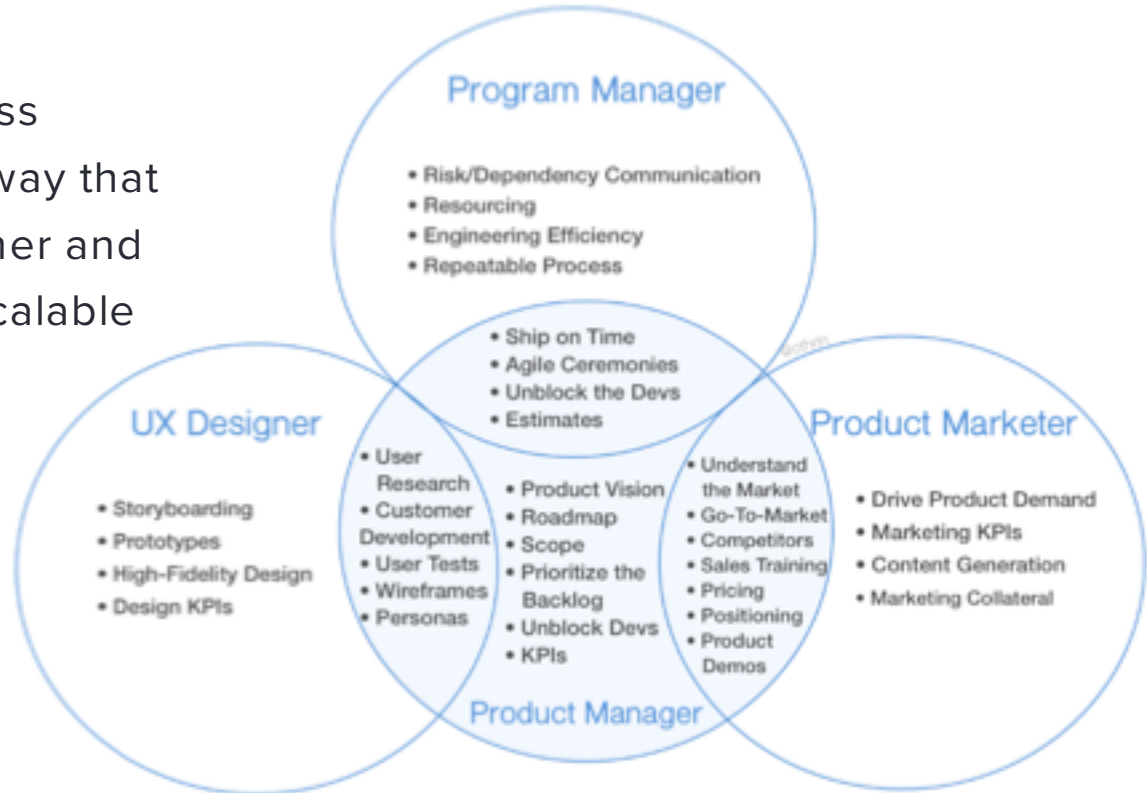 ss
way that
ner and
calable
Program Manager
• Risk/Dependency Communication
• Resourcing
• Engineering Efficiency
• Repeatable Process
• Ship on Time
• Agile Ceremonies
• Unblock the Devs
• Estimates
UX Designer
• Storyboarding
• Prototypes
• High-Fidelity Design
• Design KPIs
• User
Research
• Customer
Development
• User Tests
• Wireframes
• Personas
• Product Vision
• Roadmap
• Scope
• Prioritize the
Backlog
• Unblock Devs
• KPIs
Product Manager
• Understand
the Market
• Go-To-Market
• Competitors
• Sales Training
• Pricing
• Positioning
• Product
Demos
Product Marketer
• Drive Product Demand
• Marketing KPIs
• Content Generation
• Marketing Collateral